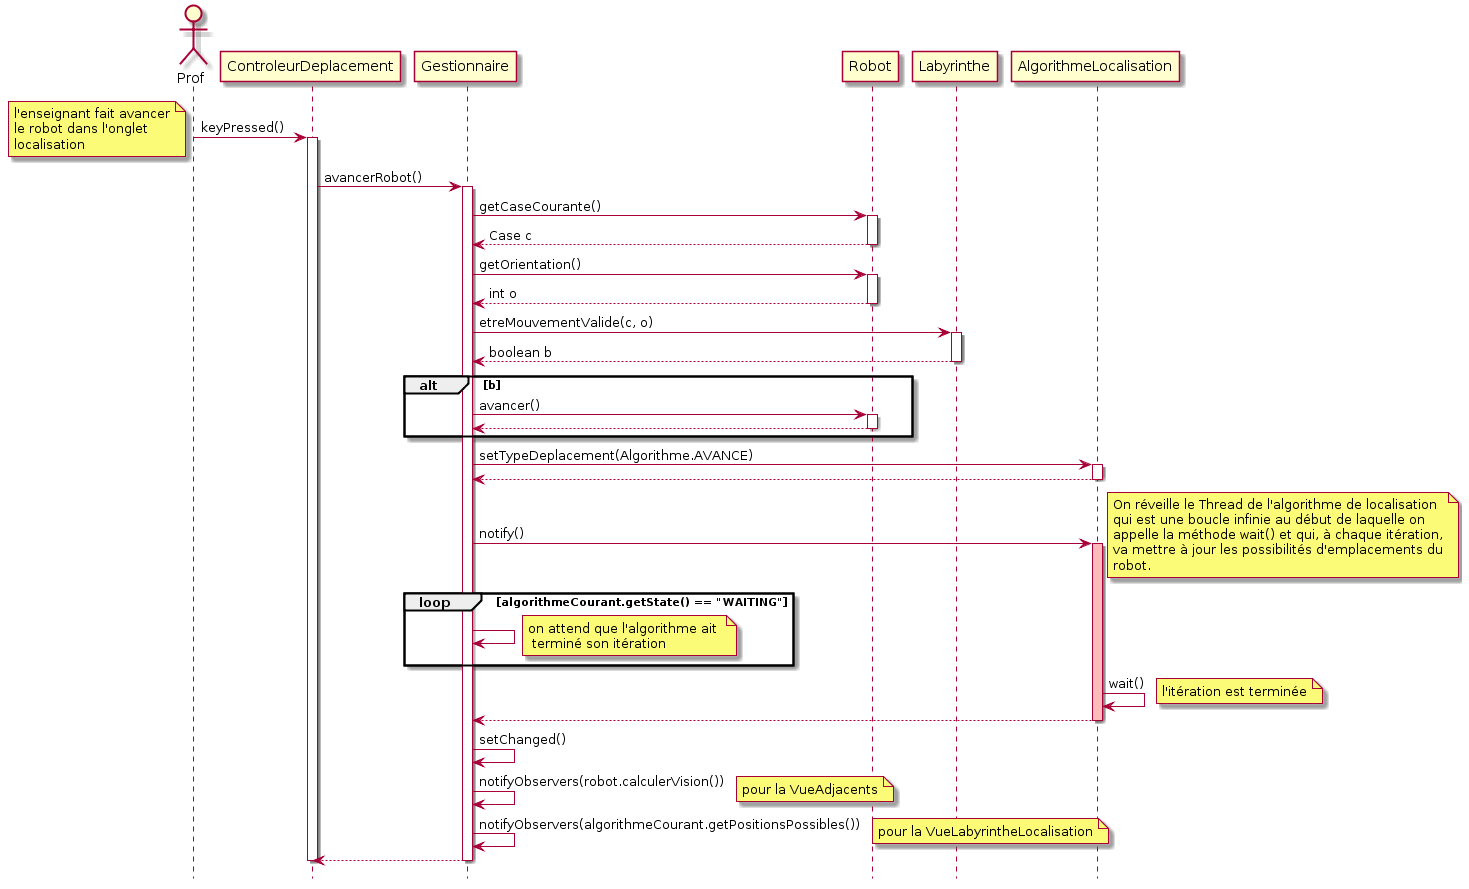 Prof
ControleurDeplacement
Gestionnaire
Robot
Labyrinthe
AlgorithmeLocalisation
l'enseignant fait avancer
le robot dans l'onglet
localisation
keyPressed()
avancerRobot()
getCaseCourante()
Case c
getOrientation()
int o
etreMouvementValide(c, o)
boolean b
alt [b]
avancer()
setTypeDeplacement(Algorithme.AVANCE)
On réveille le Thread de l'algorithme de localisation
qui est une boucle infinie au début de laquelle on
appelle la méthode wait() et qui, à chaque itération,
va mettre à jour les possibilités d'emplacements du
robot.
notify()
loop [algorithmeCourant.getState() == "WAITING"]
on attend que l'algorithme ait
terminé son itération
wait()
l'itération est terminée
setChanged()
notifyObservers(robot.calculerVision())
pour la VueAdjacents
notifyObservers(algorithmeCourant.getPositionsPossibles())
pour la VueLabyrintheLocalisation